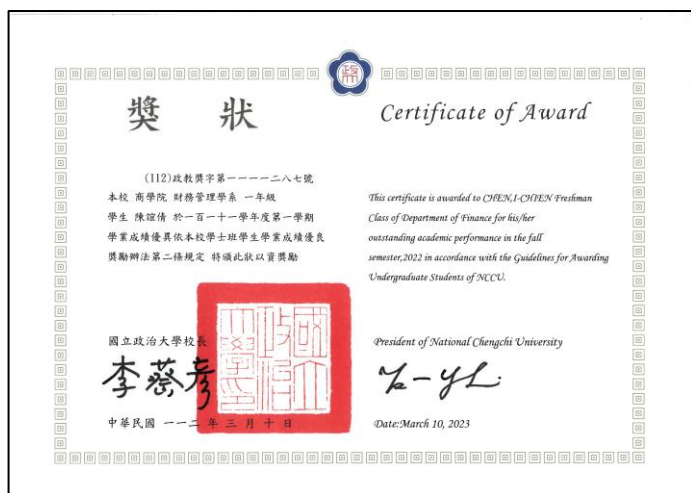 獎狀
(112)政教獎字第一一一一二八七號
本校 商學院 財務管理學系 一年級
學生 陳誼倩 於一百一十一學年度第一學期
學業成績優異依本校學士班學生學業成績優良
獎勵辦法第二條規定 特頒此狀以資獎勵
國立政治大學校長
李蔡彥
中華民國 一一二 年 三 月 十 日
國立政治大學印
Certificate of Award
This certificate is awarded to CHEN,I-CHIEN Freshman
Class of Department of Finance for his/her
outstanding academic performance in the fall
semester,2022 in accordance with the Guidelines for Awarding
Undergraduate Students of NCCU.
President of National Chengchi University
Date:March 10, 2023